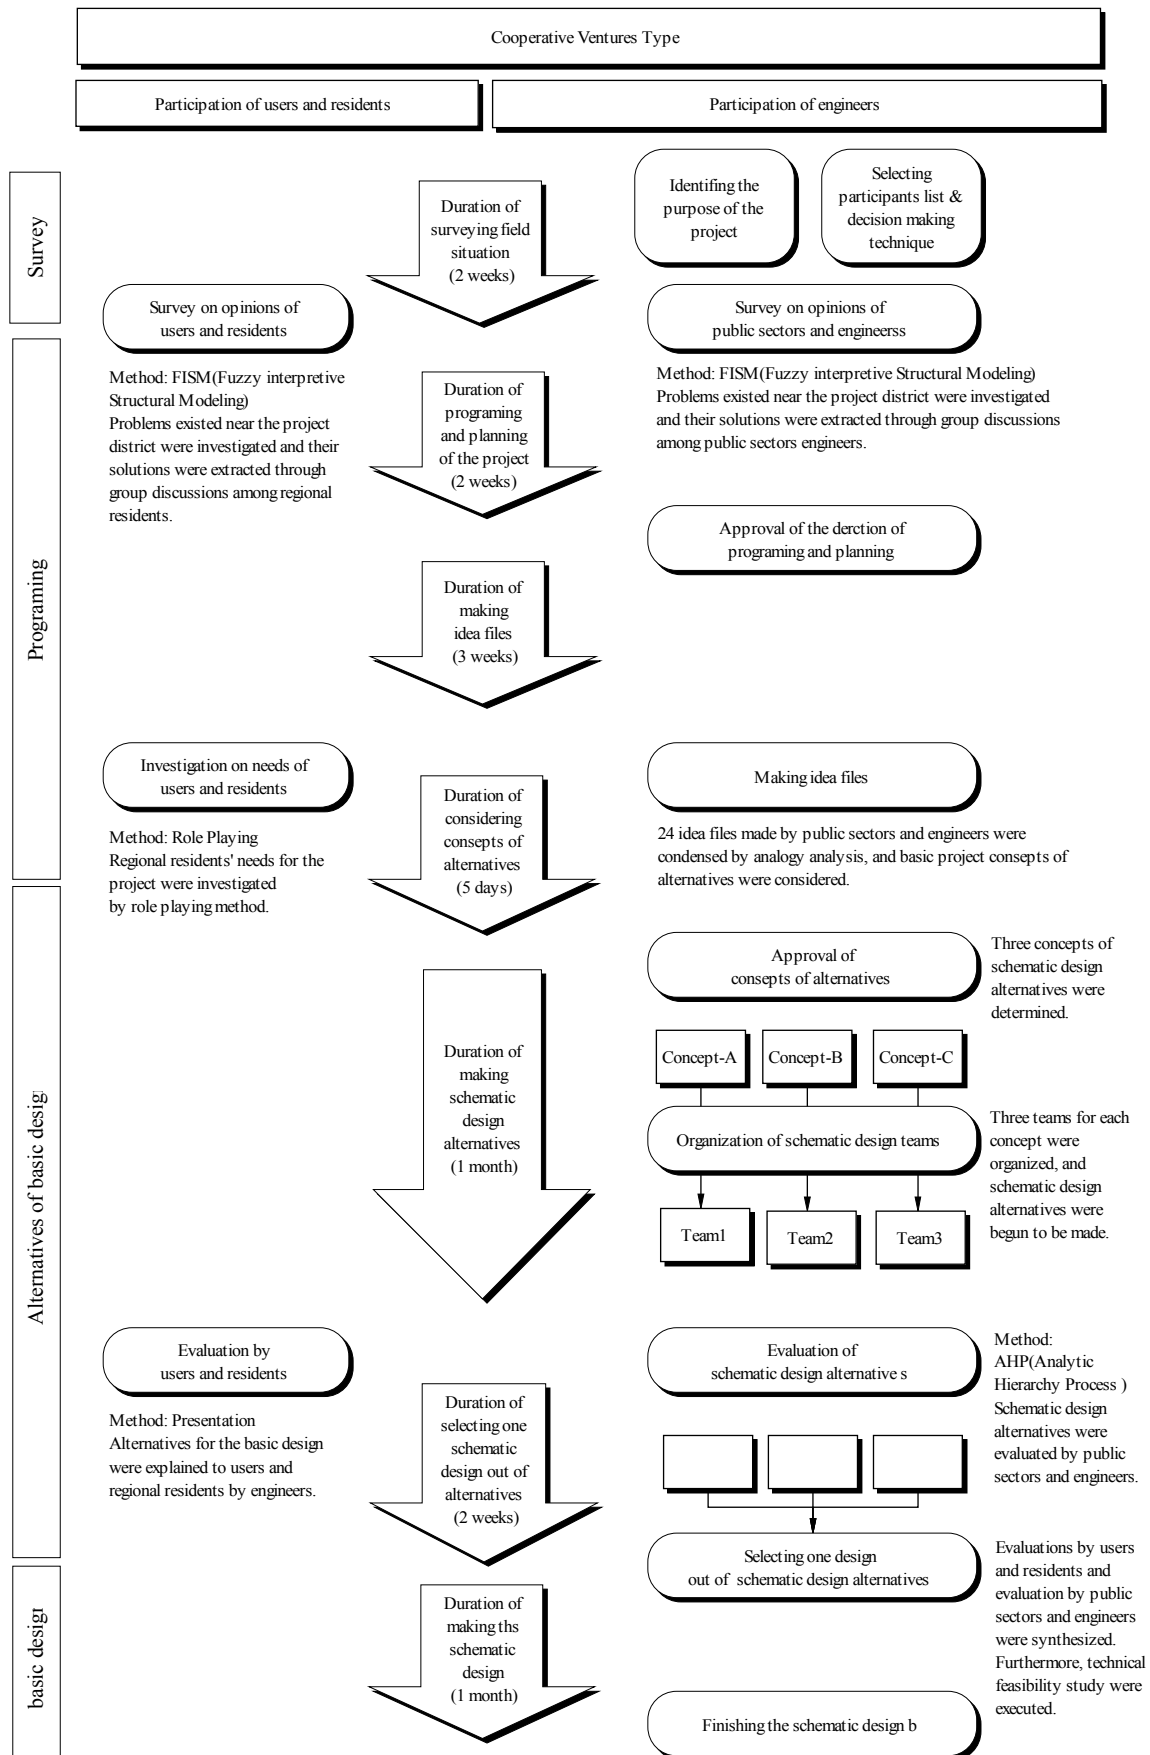 Cooperative Ventures Type
Participation of users and residents
Participation of engineers
Survey
Duration of
surveying field
situation
(2 weeks)
Identifing the
purpose of the
project
Selecting
participants list &
decision making
technique
Survey on opinions of
users and residents
Survey on opinions of
public sectors and engineerss
Programing
Method: FISM(Fuzzy interpretive
Structural Modeling)
Problems existed near the project
district were investigated and their
solutions were extracted through
group discussions among regional
residents.
Duration of
programing
and planning
of the project
(2 weeks)
Method: FISM(Fuzzy interpretive Structural Modeling)
Problems existed near the project district were investigated
and their solutions were extracted through group discussions
among public sectors engineers.
Approval of the derction of
programing and planning
Duration of
making
idea files
(3 weeks)
Investigation on needs of
users and residents
Method: Role Playing
Regional residents' needs for the
project were investigated
by role playing method.
Duration of
considering
consepts of
alternatives
(5 days)
Making idea files
24 idea files made by public sectors and engineers were
condensed by analogy analysis, and basic project consepts of
alternatives were considered.
Alternatives of basic desig
Approval of
consepts of alternatives
Three concepts of
schematic design
alternatives were
determined.
Duration of
making
schematic
design
alternatives
(1 month)
Concept-A
Concept-B
Concept-C
Organization of schematic design teams
Three teams for each
concept were
organized, and
schematic design
alternatives were
begun to be made.
Team1
Team2
Team3
Evaluation by
users and residents
Method: Presentation
Alternatives for the basic design
were explained to users and
regional residents by engineers.
Duration of
selecting one
schematic
design out of
alternatives
(2 weeks)
Evaluation of
schematic design alternative s
Method:
AHP(Analytic
Hierarchy Process )
Schematic design
alternatives were
evaluated by public
sectors and engineers.
Selecting one design
out of schematic design alternatives
Evaluations by users
and residents and
evaluation by public
sectors and engineers
were synthesized.
Furthermore, technical
feasibility study were
executed.
basic desigr
Duration of
making ths
schematic
design
(1 month)
Finishing the schematic design b